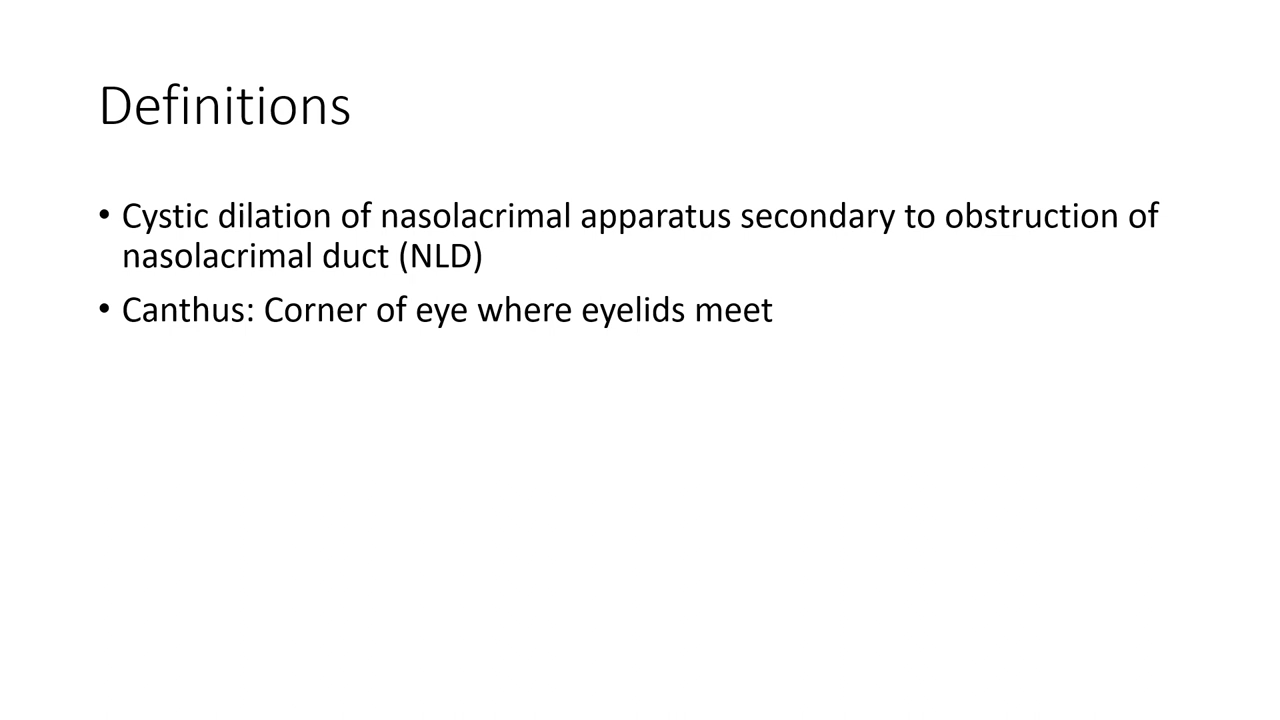 Definitions
• Cystic dilation of nasolacrimal apparatus secondary to obstruction of
nasolacrimal duct (NLD)
• Canthus: Corner of eye where eyelids meet